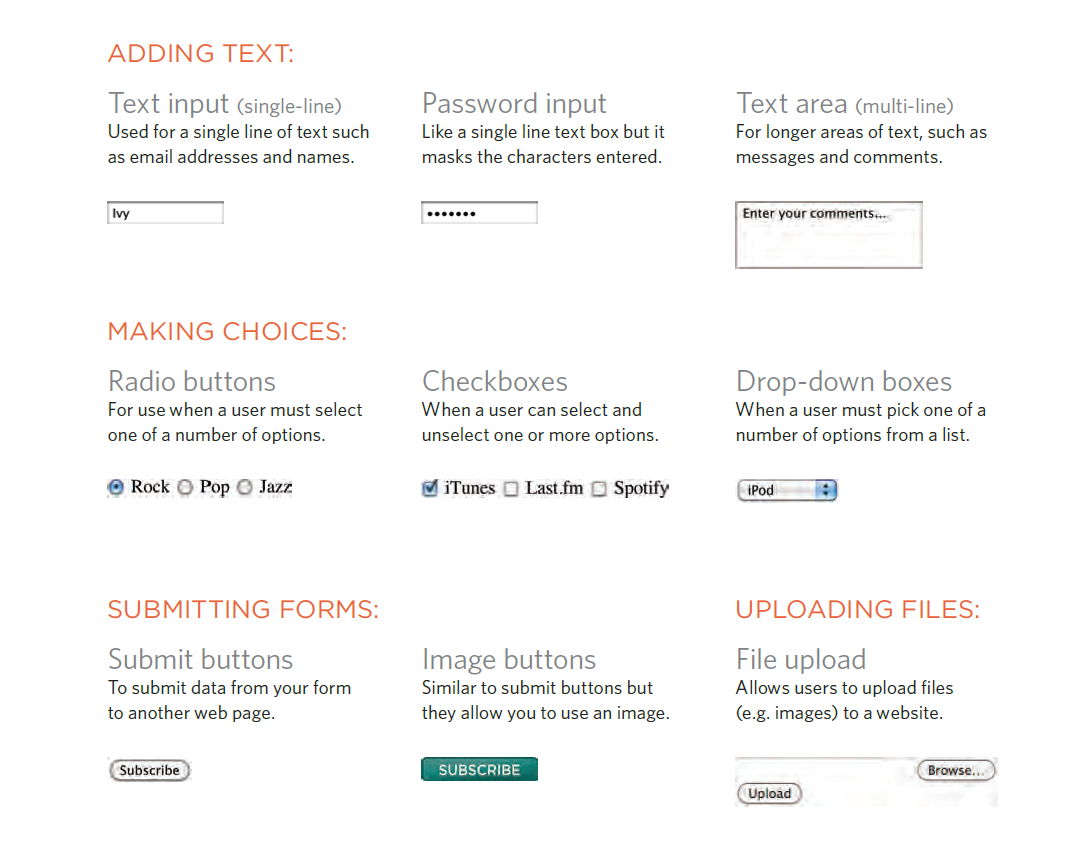 ADDING TEXT:
Text input (single-line)
Used for a single line of text such
as email addresses and names.
Ivy
Password input
Like a single line text box but it
masks the characters entered.
•••••••
Text area (multi-line)
For longer areas of text, such as
messages and comments.
Enter your comments...
MAKING CHOICES:
Radio buttons
For use when a user must select
one of a number of options.
Rock Pop Jazz
Checkboxes
When a user can select and
unselect one or more options.
iTunes Last.fm Spotify
Drop-down boxes
When a user must pick one of a
number of options from a list.
iPod
SUBMITTING FORMS:
Submit buttons
To submit data from your form
to another web page.
Subscribe
Image buttons
Similar to submit buttons but
they allow you to use an image.
SUBSCRIBE
UPLOADING FILES:
File upload
Allows users to upload files
(e.g. images) to a website.
Browse...
Upload